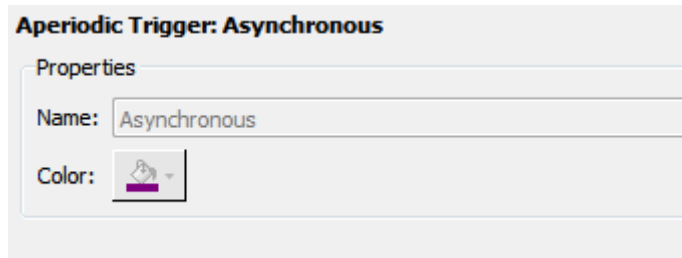 Aperiodic Trigger: Asynchronous
Properties
Name: Asynchronous
Color: